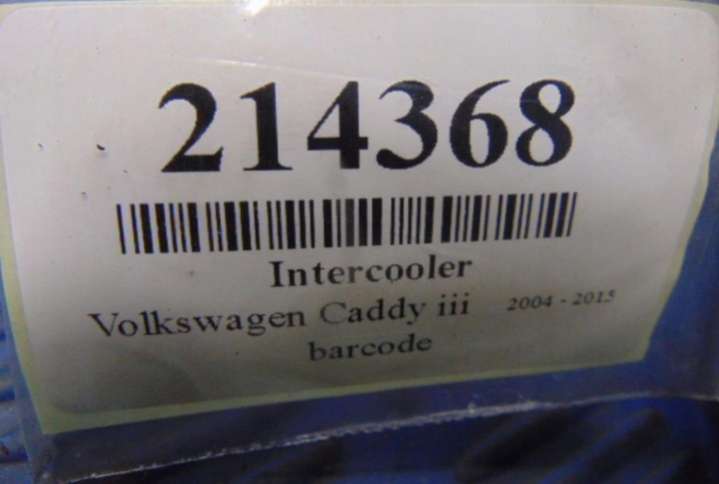 214368
Intercooler
Volkswagen Caddy iii 2004 - 2015
barcode